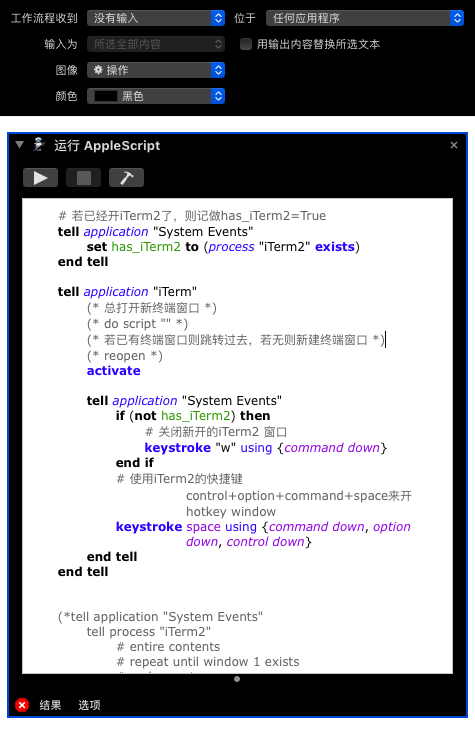 工作流程收到 没有输入 位于 任何应用程序
输入为 所选全部内容 用输出内容替换所选文本
图像 操作
颜色 黑色
运行 AppleScript
# 若已经开iTerm2了，则记做has_iTerm2=True
tell application "System Events"
set has_iTerm2 to (process "iTerm2" exists)
end tell
tell application "iTerm"
(* 总打开新终端窗口 *)
(* do script "" *)
(* 若已有终端窗口则跳转过去，若无则新建终端窗口 *)
(* reopen *)
activate
tell application "System Events"
if (not has_iTerm2) then
# 关闭新开的iTerm2 窗口
keystroke "w" using {command down}
end if
# 使用iTerm2的快捷键
control+option+command+space来开
hotkey window
keystroke space using {command down, option
down, control down}
end tell
end tell
(*tell application "System Events"
tell process "iTerm2"
# entire contents
# repeat until window 1 exists
结果 选项